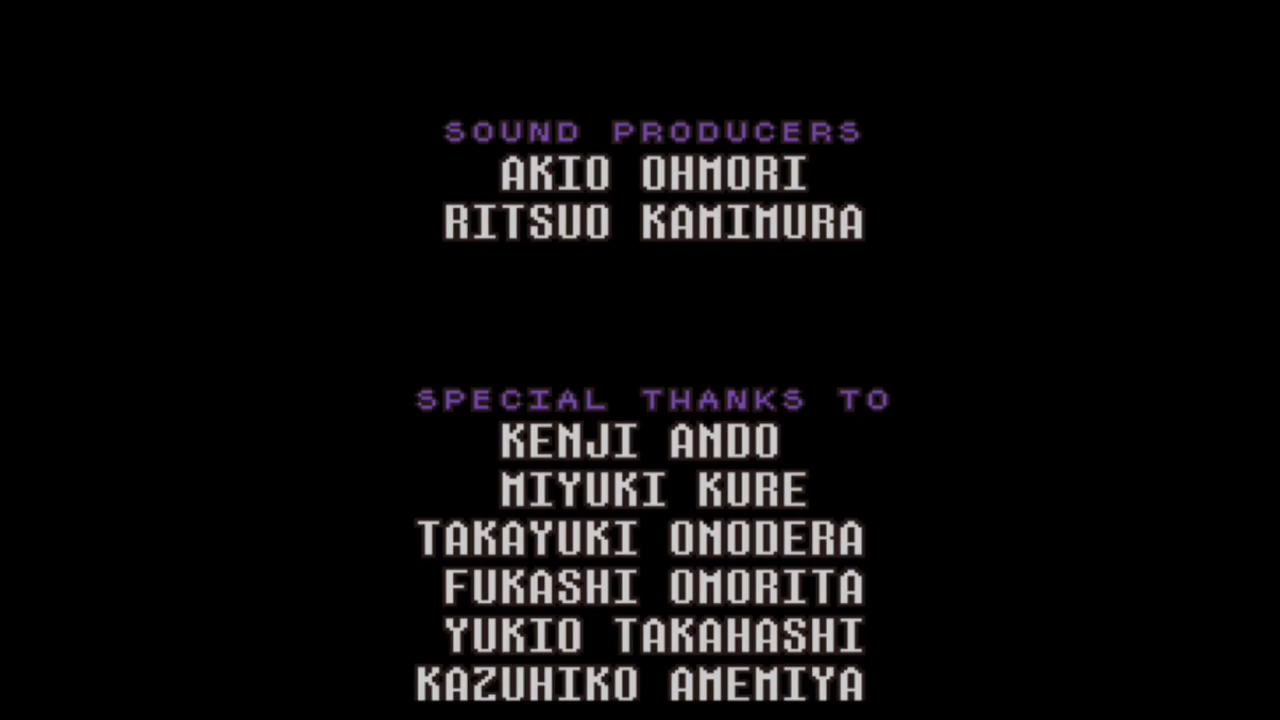 SOUND PRODUCERS
AKIO OHMORI
RITSUO KAMIMURA
SPECIAL THANKS TO
KENJI ANDO
MIYUKI KURE
TAKAYUKI ONODERA
FUKASHI OMORITA
YUKIO TAKAHASHI
KAZUHIKO AMEMIYA